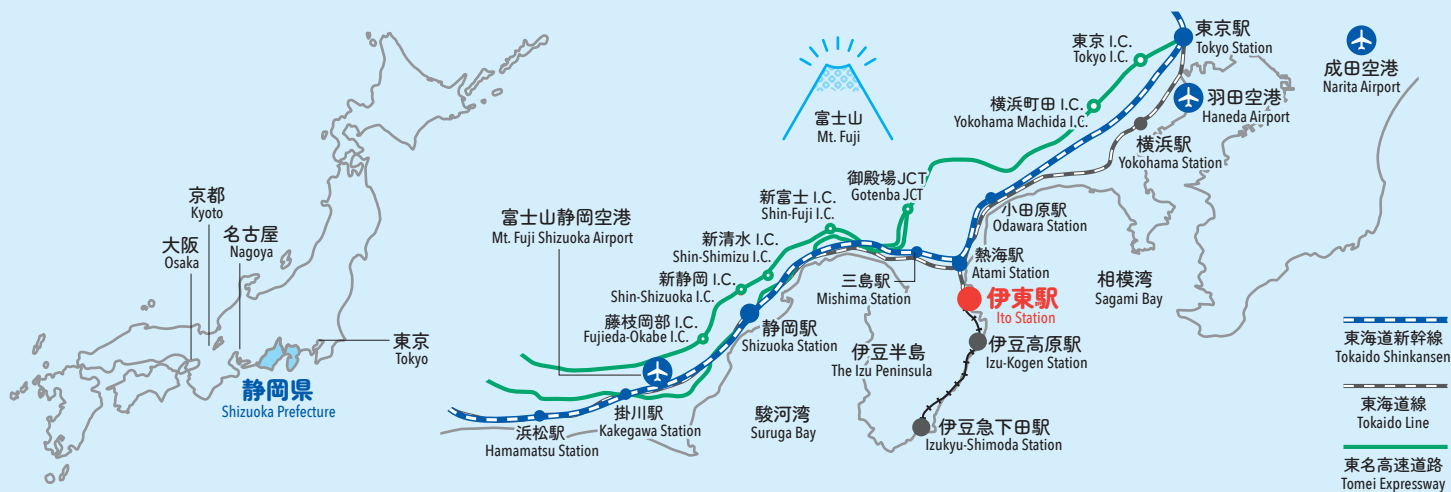 京都
Kyoto
大阪
Osaka
名古屋
Nagoya
東京
Tokyo
静岡県
Shizuoka Prefecture
富士山
Mt. Fuji
東京駅
Tokyo Station
東京 I.C.
Tokyo I.C.
成田空港
Narita Airport
横浜町田 I.C.
Yokohama Machida I.C.
羽田空港
Haneda Airport
横浜駅
Yokohama Station
御殿場JCT
Gotenba JCT
新富士 I.C.
Shin-Fuji I.C.
小田原駅
Odawara Station
富士山静岡空港
Mt. Fuji Shizuoka Airport
新清水 I.C.
Shin-Shimizu I.C.
熱海駅
Atami Station
新静岡 I.C.
Shin-Shizuoka I.C.
三島駅
Mishima Station
相模湾
Sagami Bay
伊東駅
Ito Station
藤枝岡部 I.C.
Fujieda-Okabe I.C.
静岡駅
Shizuoka Station
伊豆半島
The Izu Peninsula
伊豆高原駅
Izu-Kogen Station
掛川駅
Kakegawa Station
駿河湾
Suruga Bay
浜松駅
Hamamatsu Station
伊豆急下田駅
Izukyu-Shimoda Station
東海道新幹線
Tokaido Shinkansen
東海道線
Tokaido Line
東名高速道路
Tomei Expressway